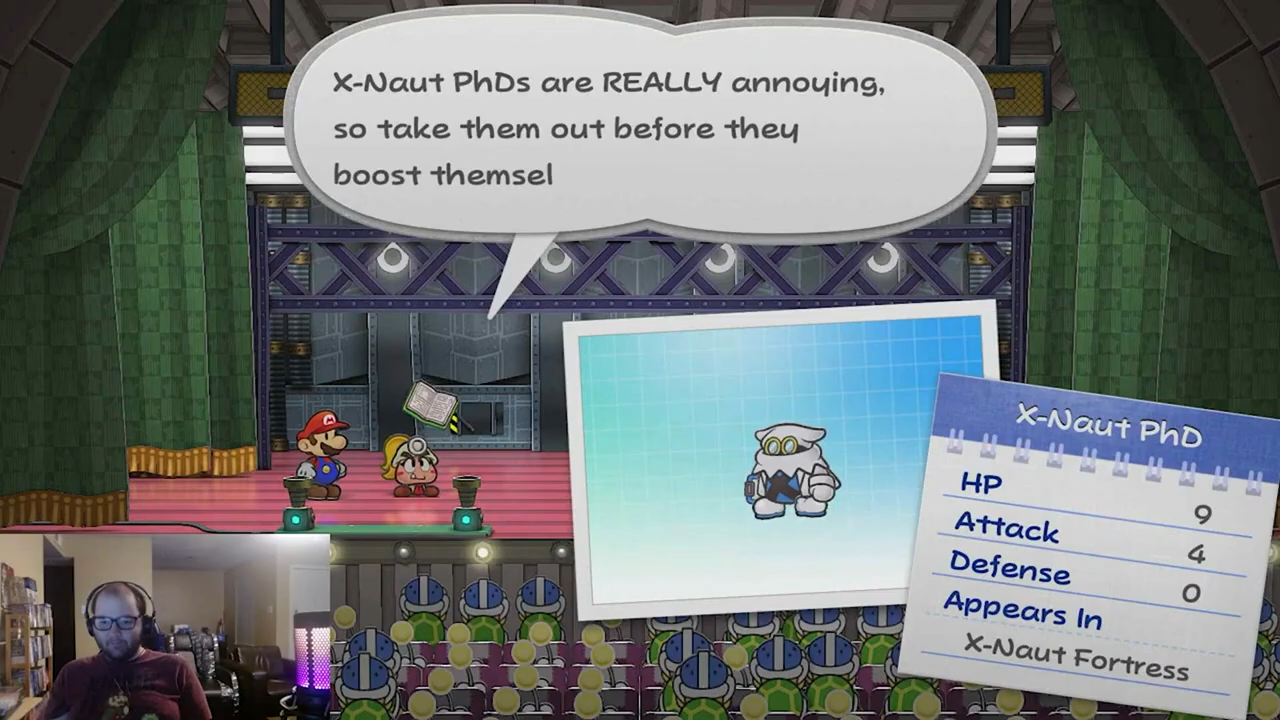 X-Naut PhDs are REALLY annoying,
so take them out before they
boost themsel
X-Naut PhD
HP 9
Attack 4
Defense 0
Appears In
X-Naut Fortress